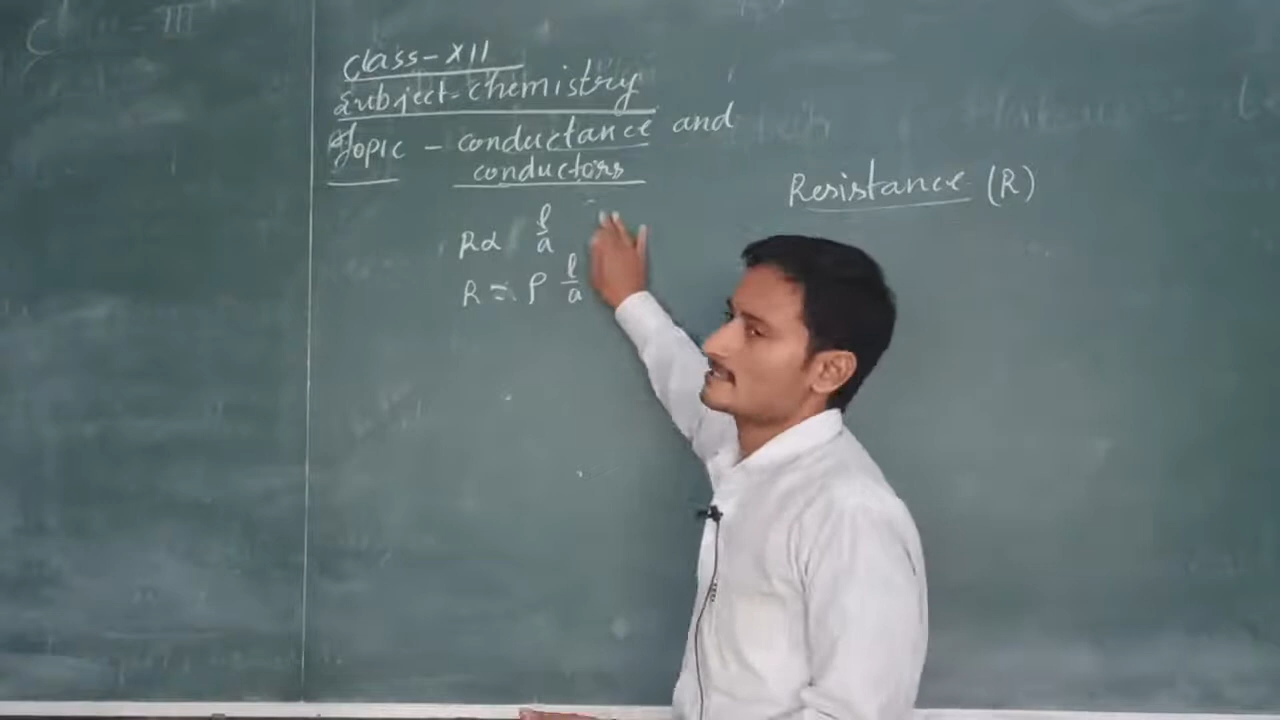 Class-XII
Subject-Chemistry
Topic - conductance and
conductors
Resistance (R)
R∝ l/a
R = ρ l/a